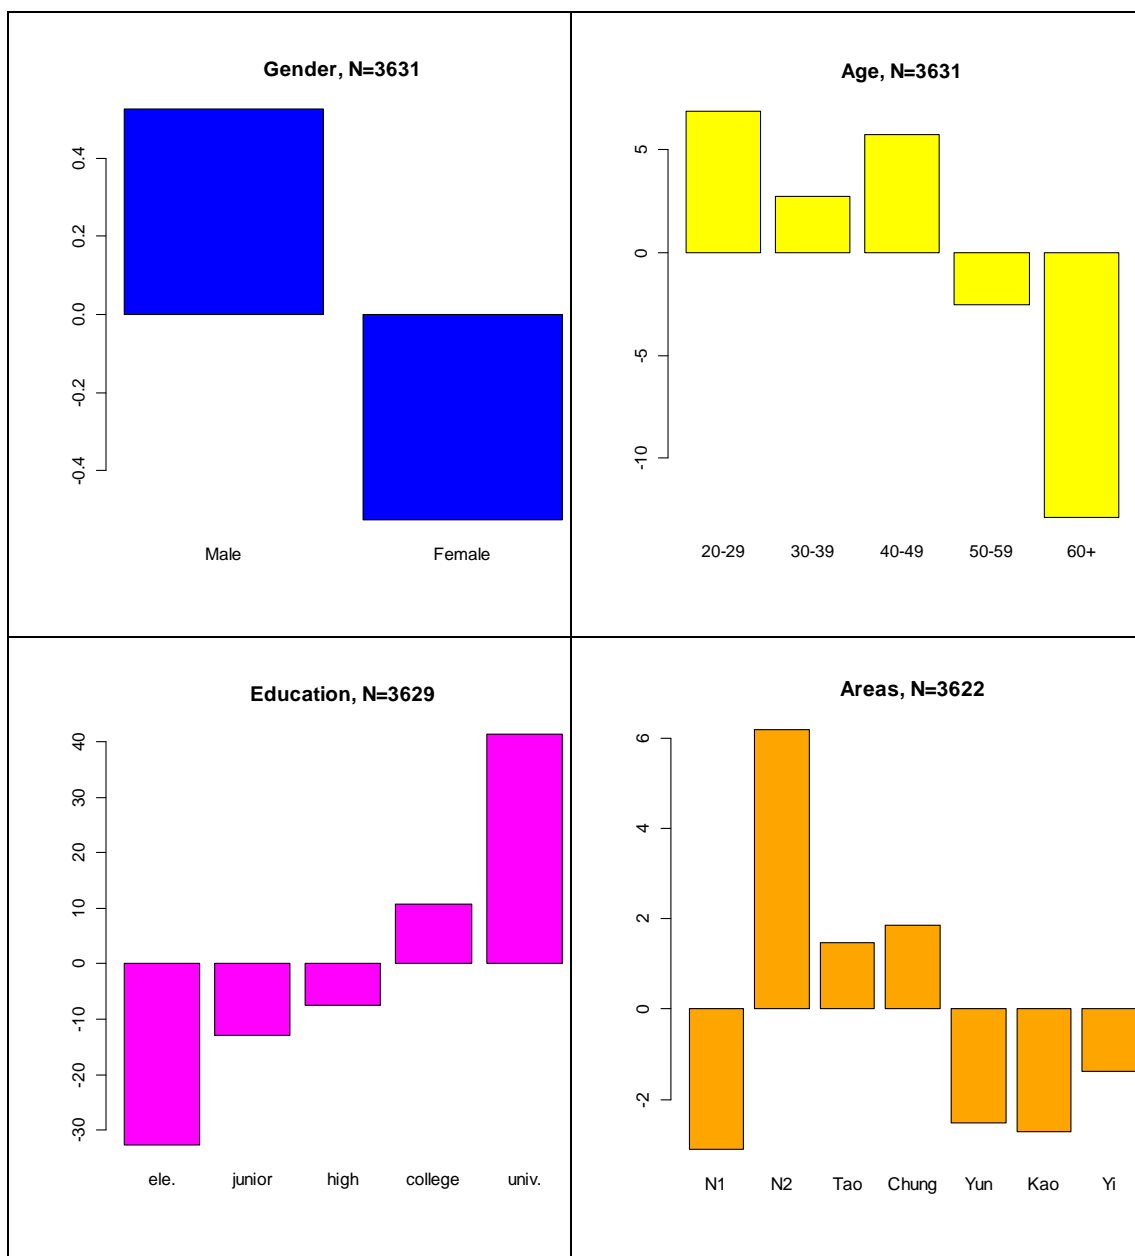 Gender, N=3631
0.4
0.2
0.0
-0.2
-0.4
Male Female
Age, N=3631
5
0
-5
-10
20-29 30-39 40-49 50-59 60+
Education, N=3629
40
30
20
10
0
-10
-20
-30
ele. junior high college univ.
Areas, N=3622
6
4
2
0
-2
N1 N2 Tao Chung Yun Kao Yi